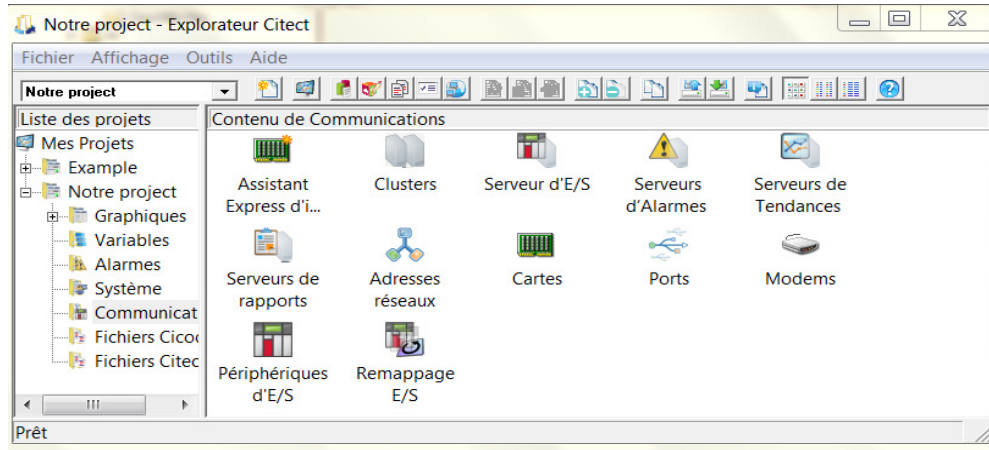 Notre project - Explorateur Citect
Fichier Affichage Outils Aide
Notre project
Liste des projets
Contenu de Communications
Mes Projets
Example
Notre project
Graphiques
Variables
Alarmes
Système
Communicat
Fichiers Cicoc
Fichiers Citec
Assistant
Express d'i...
Clusters
Serveur d'E/S
Serveurs
d'Alarmes
Serveurs de
Tendances
Serveurs de
rapports
Adresses
réseaux
Cartes
Ports
Modems
Périphériques
d'E/S
Remappage
E/S
Prêt